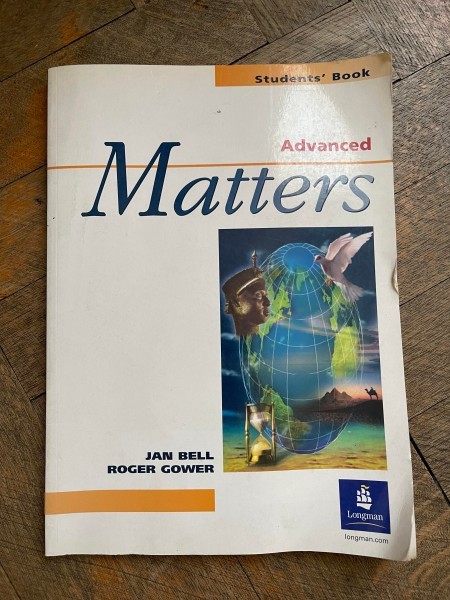 Students' Book
Advanced
Matters
JAN BELL
ROGER GOWER
Longman
longman.com